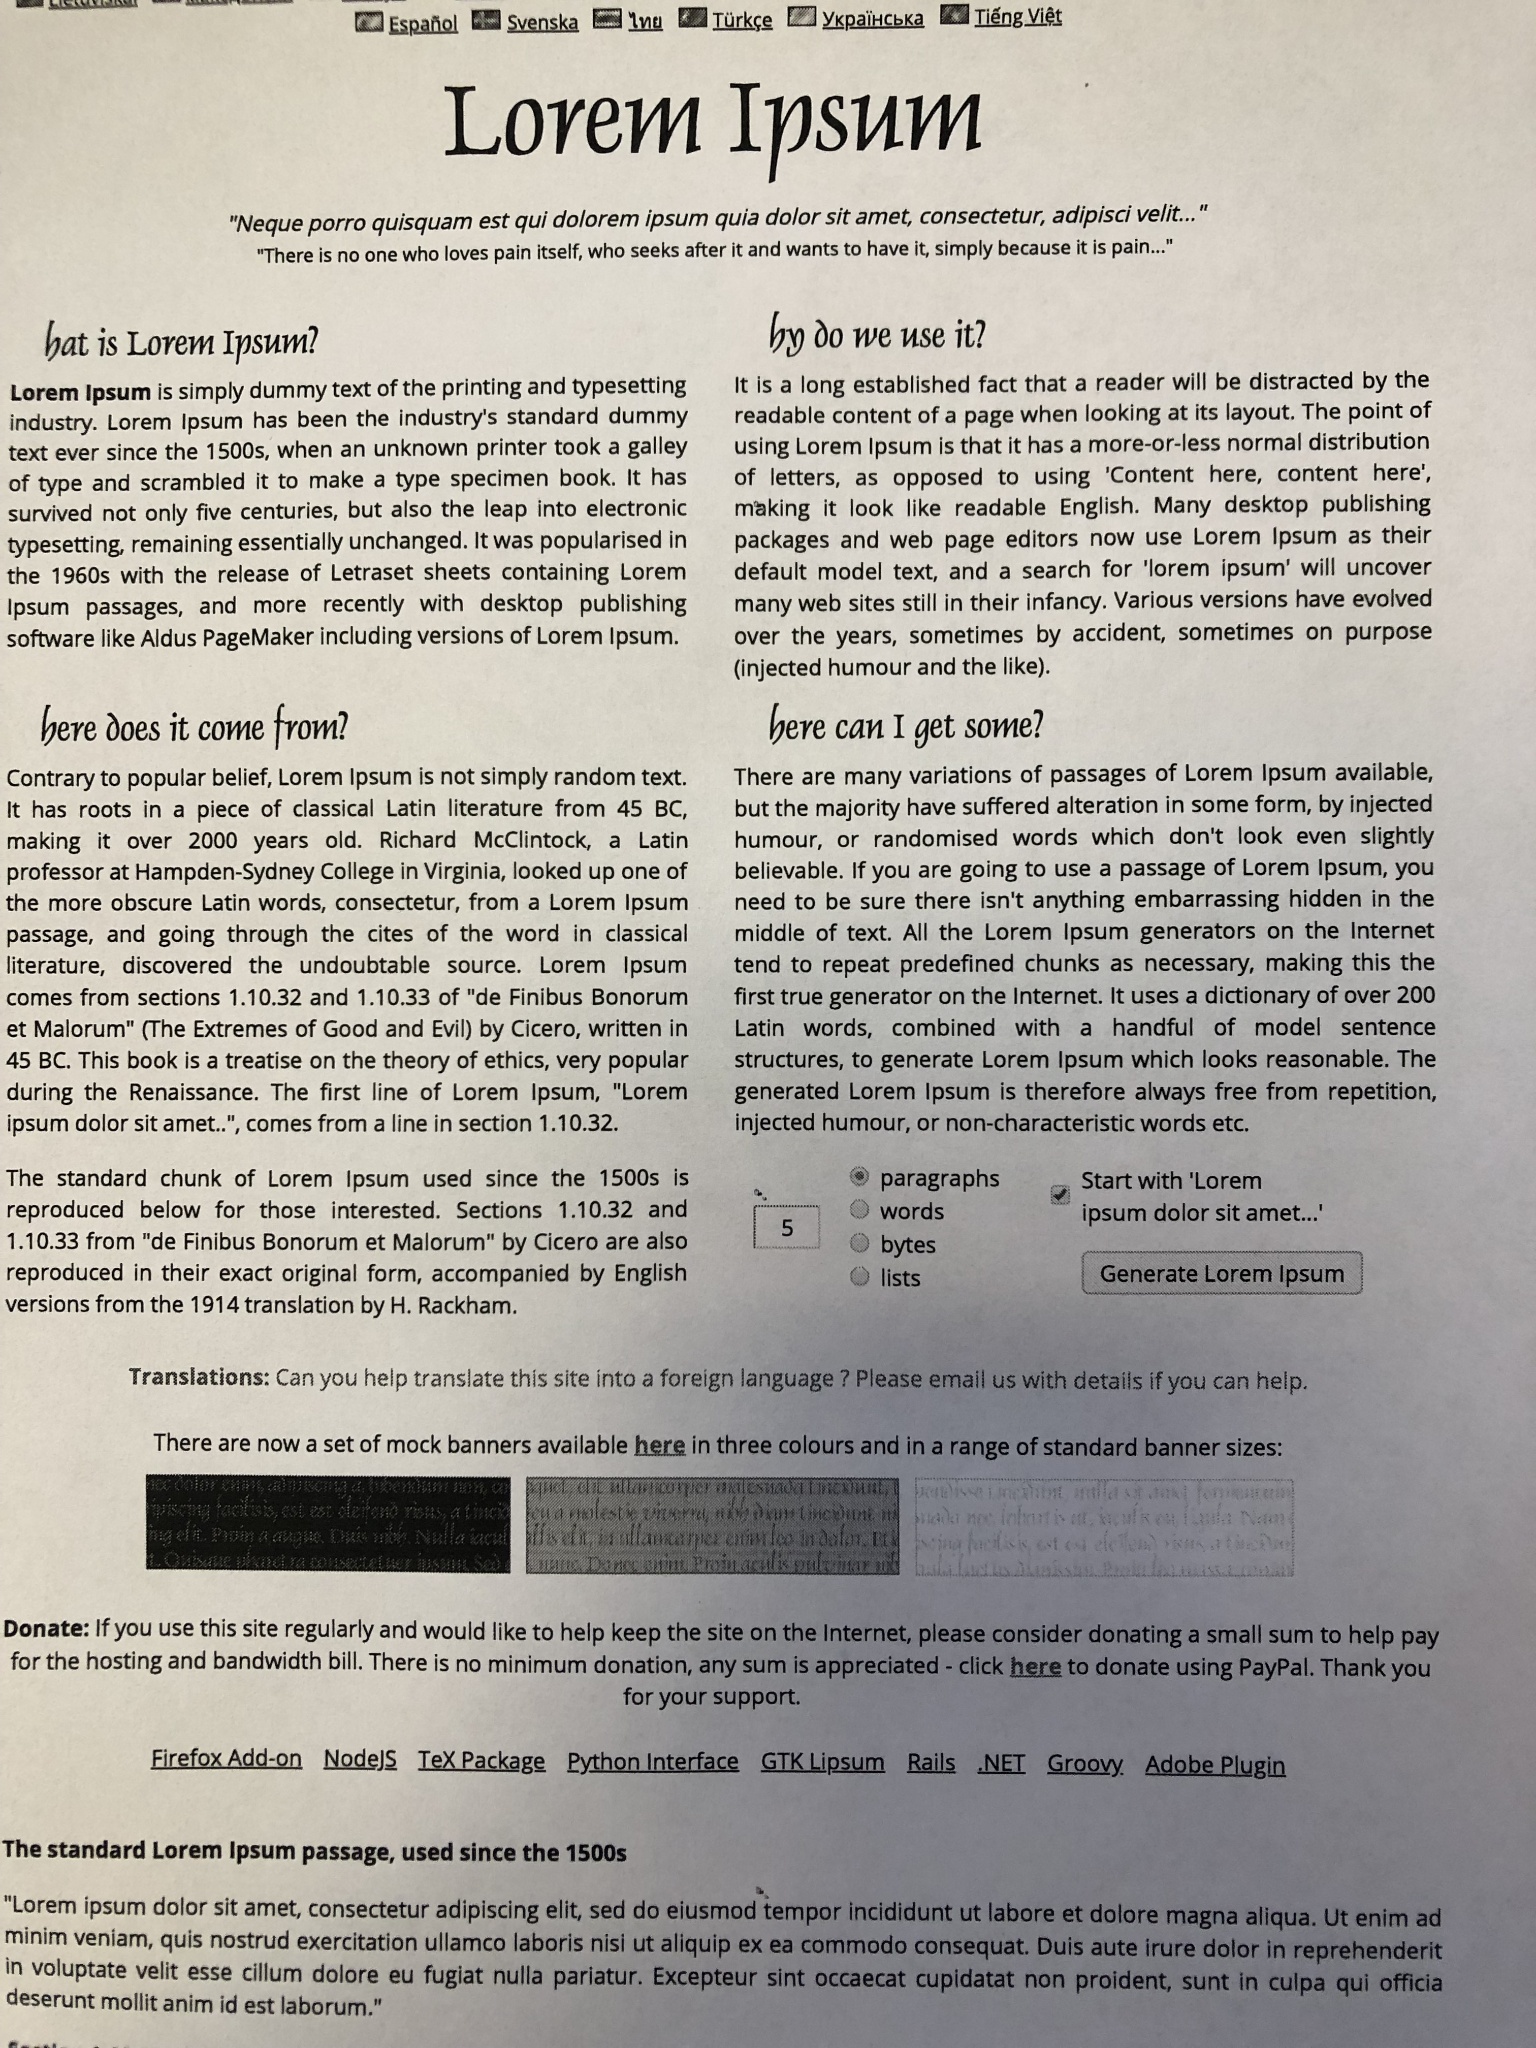 Español Svenska ไทย Türkçe Українська Tiếng Việt
Lorem Ipsum
"Neque porro quisquam est qui dolorem ipsum quia dolor sit amet, consectetur, adipisci velit..."
"There is no one who loves pain itself, who seeks after it and wants to have it, simply because it is pain..."
hat is Lorem Ipsum?
Lorem Ipsum is simply dummy text of the printing and typesetting
industry. Lorem Ipsum has been the industry's standard dummy
text ever since the 1500s, when an unknown printer took a galley
of type and scrambled it to make a type specimen book. It has
survived not only five centuries, but also the leap into electronic
typesetting, remaining essentially unchanged. It was popularised in
the 1960s with the release of Letraset sheets containing Lorem
Ipsum passages, and more recently with desktop publishing
software like Aldus PageMaker including versions of Lorem Ipsum.
hy do we use it?
It is a long established fact that a reader will be distracted by the
readable content of a page when looking at its layout. The point of
using Lorem Ipsum is that it has a more-or-less normal distribution
of letters, as opposed to using 'Content here, content here',
making it look like readable English. Many desktop publishing
packages and web page editors now use Lorem Ipsum as their
default model text, and a search for 'lorem ipsum' will uncover
many web sites still in their infancy. Various versions have evolved
over the years, sometimes by accident, sometimes on purpose
(injected humour and the like).
here does it come from?
Contrary to popular belief, Lorem Ipsum is not simply random text.
It has roots in a piece of classical Latin literature from 45 BC,
making it over 2000 years old. Richard McClintock, a Latin
professor at Hampden-Sydney College in Virginia, looked up one of
the more obscure Latin words, consectetur, from a Lorem Ipsum
passage, and going through the cites of the word in classical
literature, discovered the undoubtable source. Lorem Ipsum
comes from sections 1.10.32 and 1.10.33 of "de Finibus Bonorum
et Malorum" (The Extremes of Good and Evil) by Cicero, written in
45 BC. This book is a treatise on the theory of ethics, very popular
during the Renaissance. The first line of Lorem Ipsum, "Lorem
ipsum dolor sit amet..", comes from a line in section 1.10.32.
The standard chunk of Lorem Ipsum used since the 1500s is
reproduced below for those interested. Sections 1.10.32 and
1.10.33 from "de Finibus Bonorum et Malorum" by Cicero are also
reproduced in their exact original form, accompanied by English
versions from the 1914 translation by H. Rackham.
here can I get some?
There are many variations of passages of Lorem Ipsum available,
but the majority have suffered alteration in some form, by injected
humour, or randomised words which don't look even slightly
believable. If you are going to use a passage of Lorem Ipsum, you
need to be sure there isn't anything embarrassing hidden in the
middle of text. All the Lorem Ipsum generators on the Internet
tend to repeat predefined chunks as necessary, making this the
first true generator on the Internet. It uses a dictionary of over 200
Latin words, combined with a handful of model sentence
structures, to generate Lorem Ipsum which looks reasonable. The
generated Lorem Ipsum is therefore always free from repetition,
injected humour, or non-characteristic words etc.
5
paragraphs
words
bytes
lists
Start with 'Lorem
ipsum dolor sit amet...'
Generate Lorem Ipsum
Translations: Can you help translate this site into a foreign language ? Please email us with details if you can help.
There are now a set of mock banners available here in three colours and in a range of standard banner sizes:
Donate: If you use this site regularly and would like to help keep the site on the Internet, please consider donating a small sum to help pay
for the hosting and bandwidth bill. There is no minimum donation, any sum is appreciated - click here to donate using PayPal. Thank you
for your support.
Firefox Add-on NodeJS TeX Package Python Interface GTK Lipsum Rails .NET Groovy Adobe Plugin
The standard Lorem Ipsum passage, used since the 1500s
"Lorem ipsum dolor sit amet, consectetur adipiscing elit, sed do eiusmod tempor incididunt ut labore et dolore magna aliqua. Ut enim ad
minim veniam, quis nostrud exercitation ullamco laboris nisi ut aliquip ex ea commodo consequat. Duis aute irure dolor in reprehenderit
in voluptate velit esse cillum dolore eu fugiat nulla pariatur. Excepteur sint occaecat cupidatat non proident, sunt in culpa qui officia
deserunt mollit anim id est laborum."